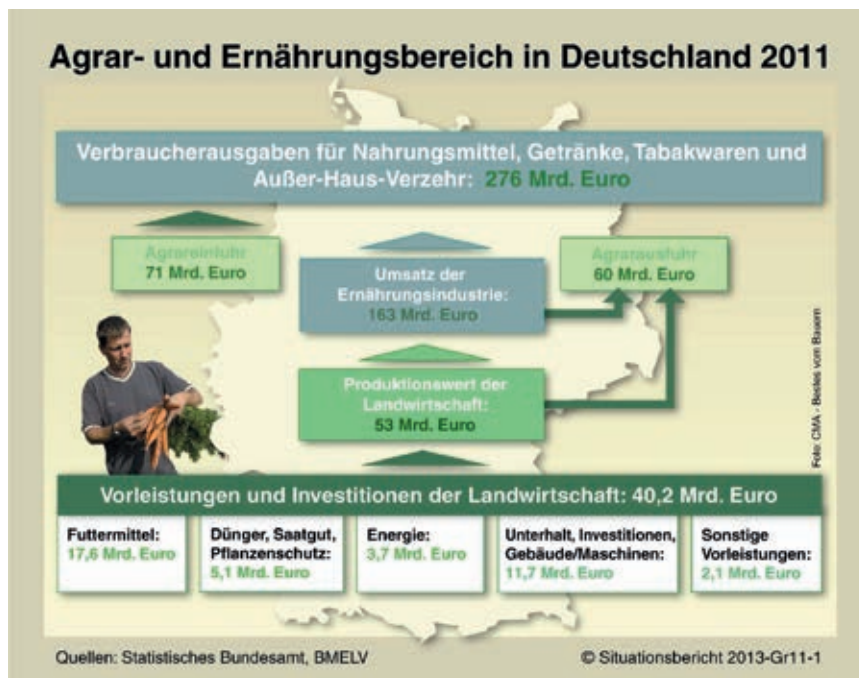 Agrar- und Ernährungsbereich in Deutschland 2011
Verbraucherausgaben für Nahrungsmittel, Getränke, Tabakwaren und
Außer-Haus-Verzehr: 276 Mrd. Euro
Agrareinfuhr
71 Mrd. Euro
Umsatz der
Ernährungsindustrie:
163 Mrd. Euro
Agrarausfuhr
60 Mrd. Euro
Produktionswert der
Landwirtschaft:
53 Mrd. Euro
Foto: CMA - Bestes vom Bauern
Vorleistungen und Investitionen der Landwirtschaft: 40,2 Mrd. Euro
Futtermittel:
17,6 Mrd. Euro
Dünger, Saatgut,
Pflanzenschutz:
5,1 Mrd. Euro
Energie:
3,7 Mrd. Euro
Unterhalt, Investitionen,
Gebäude/Maschinen:
11,7 Mrd. Euro
Sonstige
Vorleistungen:
2,1 Mrd. Euro
Quellen: Statistisches Bundesamt, BMELV
© Situationsbericht 2013-Gr11-1